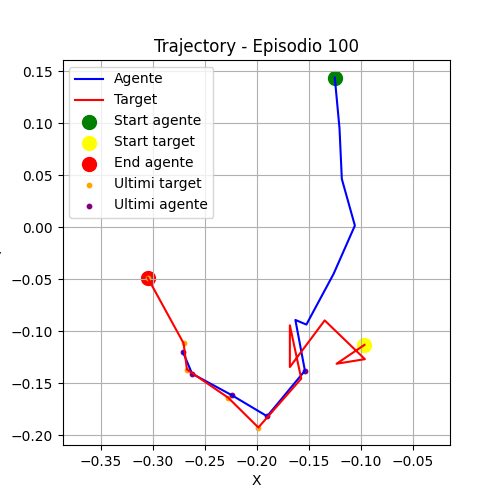 Trajectory - Episodio 100
Agente
Target
Start agente
Start target
End agente
Ultimi target
Ultimi agente
0.15
0.10
0.05
0.00
−0.05
−0.10
−0.15
−0.20
−0.35
−0.30
−0.25
−0.20
−0.15
−0.10
−0.05
X